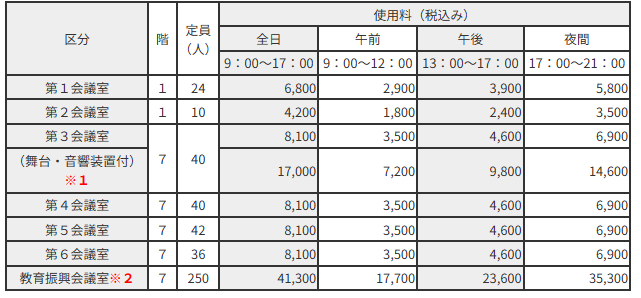 区分 階 定員（人） 使用料（税込み）
全日 午前 午後 夜間
9：00～17：00 9：00～12：00 13：00～17：00 17：00～21：00
第１会議室 1 24 6,800 2,900 3,900 5,800
第２会議室 1 10 4,200 1,800 2,400 3,500
第３会議室 7 40 8,100 3,500 4,600 6,900
（舞台・音響装置付）※１ 17,000 7,200 9,800 14,600
第４会議室 7 40 8,100 3,500 4,600 6,900
第５会議室 7 42 8,100 3,500 4,600 6,900
第６会議室 7 36 8,100 3,500 4,600 6,900
教育振興会議室※２ 7 250 41,300 17,700 23,600 35,300